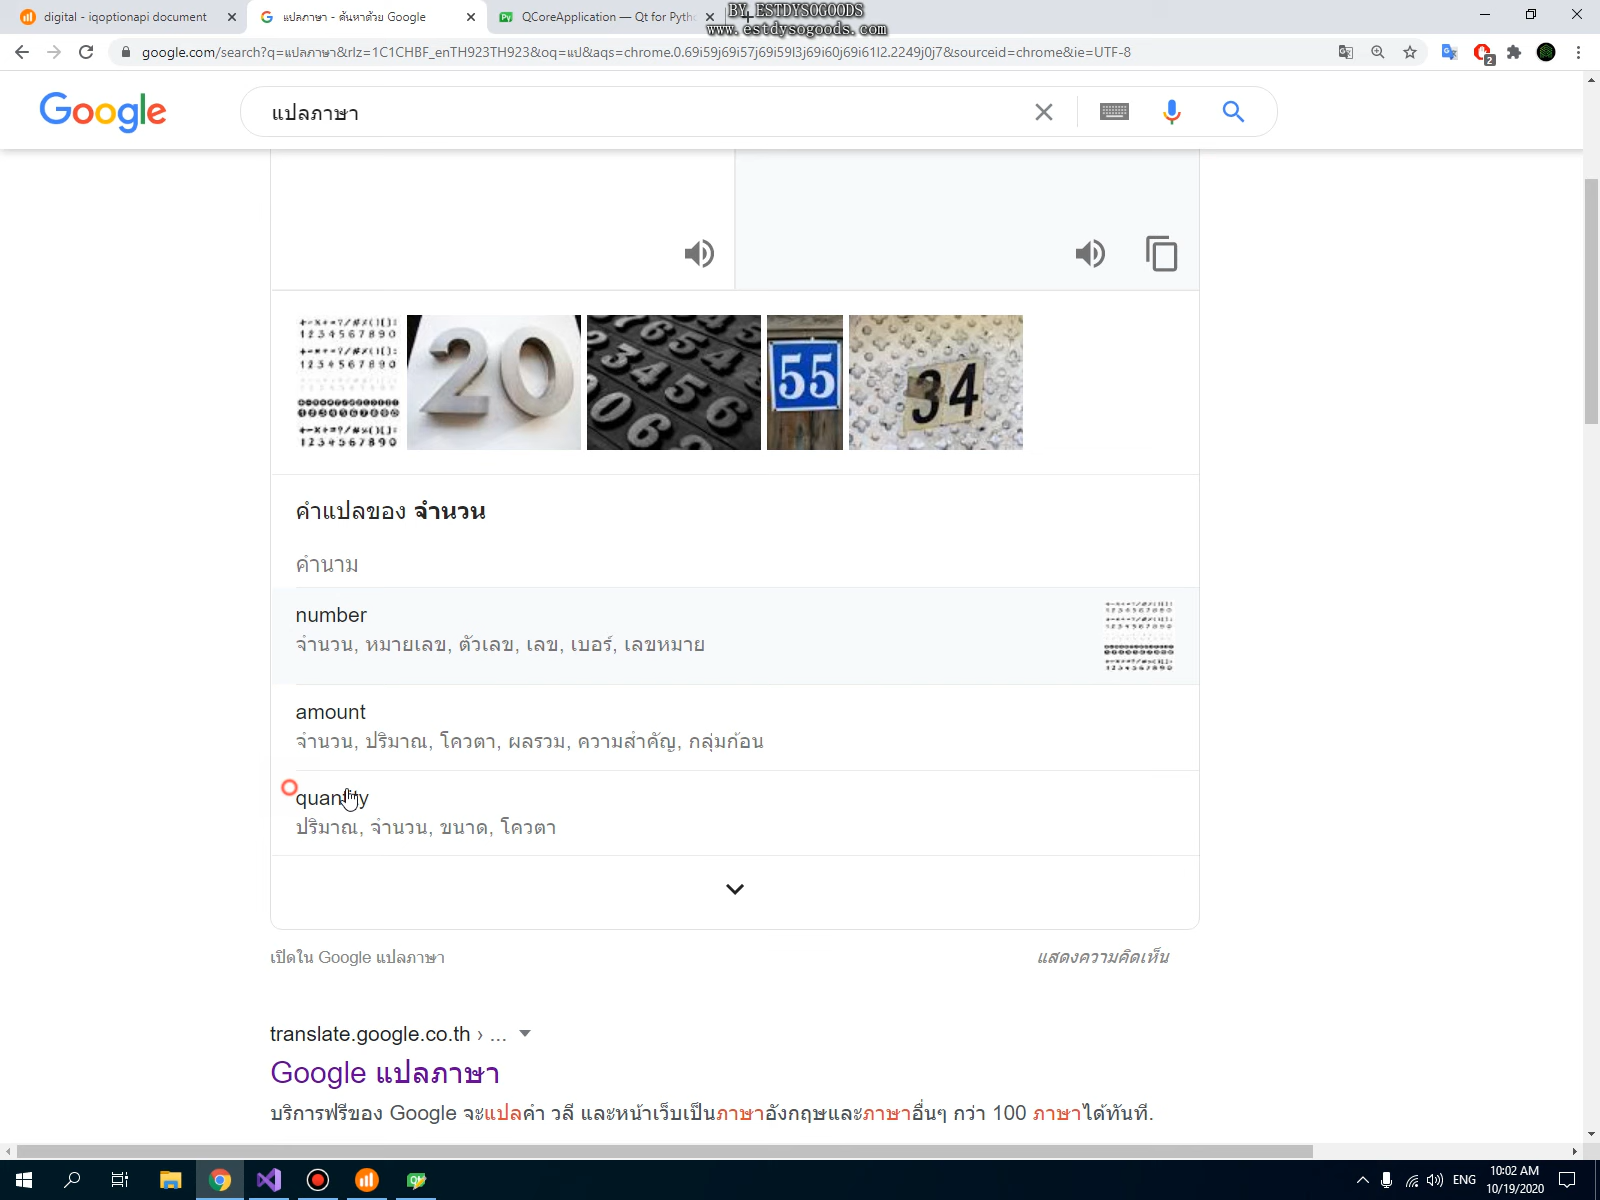 digital - iqoptionapi document
แปลภาษา - ค้นหาด้วย Google
QCoreApplication — Qt for Pyth
BY ESTDYSOGOODS
www.estdysogoods.com
google.com/search?q=แปลภาษา&rlz=1C1CHBF_enTH923TH923&oq=แป&aqs=chrome.0.69i59j69i57j69i59l3j69i60j69i61l2.2249j0j7&sourceid=chrome&ie=UTF-8
2
Google
แปลภาษา
+-×+=?/#%()[]:
1234567890
20
55
34
คำแปลของ จำนวน
คำนาม
number
จำนวน, หมายเลข, ตัวเลข, เลข, เบอร์, เลขหมาย
amount
จำนวน, ปริมาณ, โควตา, ผลรวม, ความสำคัญ, กลุ่มก้อน
quantity
ปริมาณ, จำนวน, ขนาด, โควตา
เปิดใน Google แปลภาษา
แสดงความคิดเห็น
translate.google.co.th › ...
Google แปลภาษา
บริการฟรีของ Google จะแปลคำ วลี และหน้าเว็บเป็นภาษาอังกฤษและภาษาอื่นๆ กว่า 100 ภาษาได้ทันที.
ENG
10:02 AM
10/19/2020